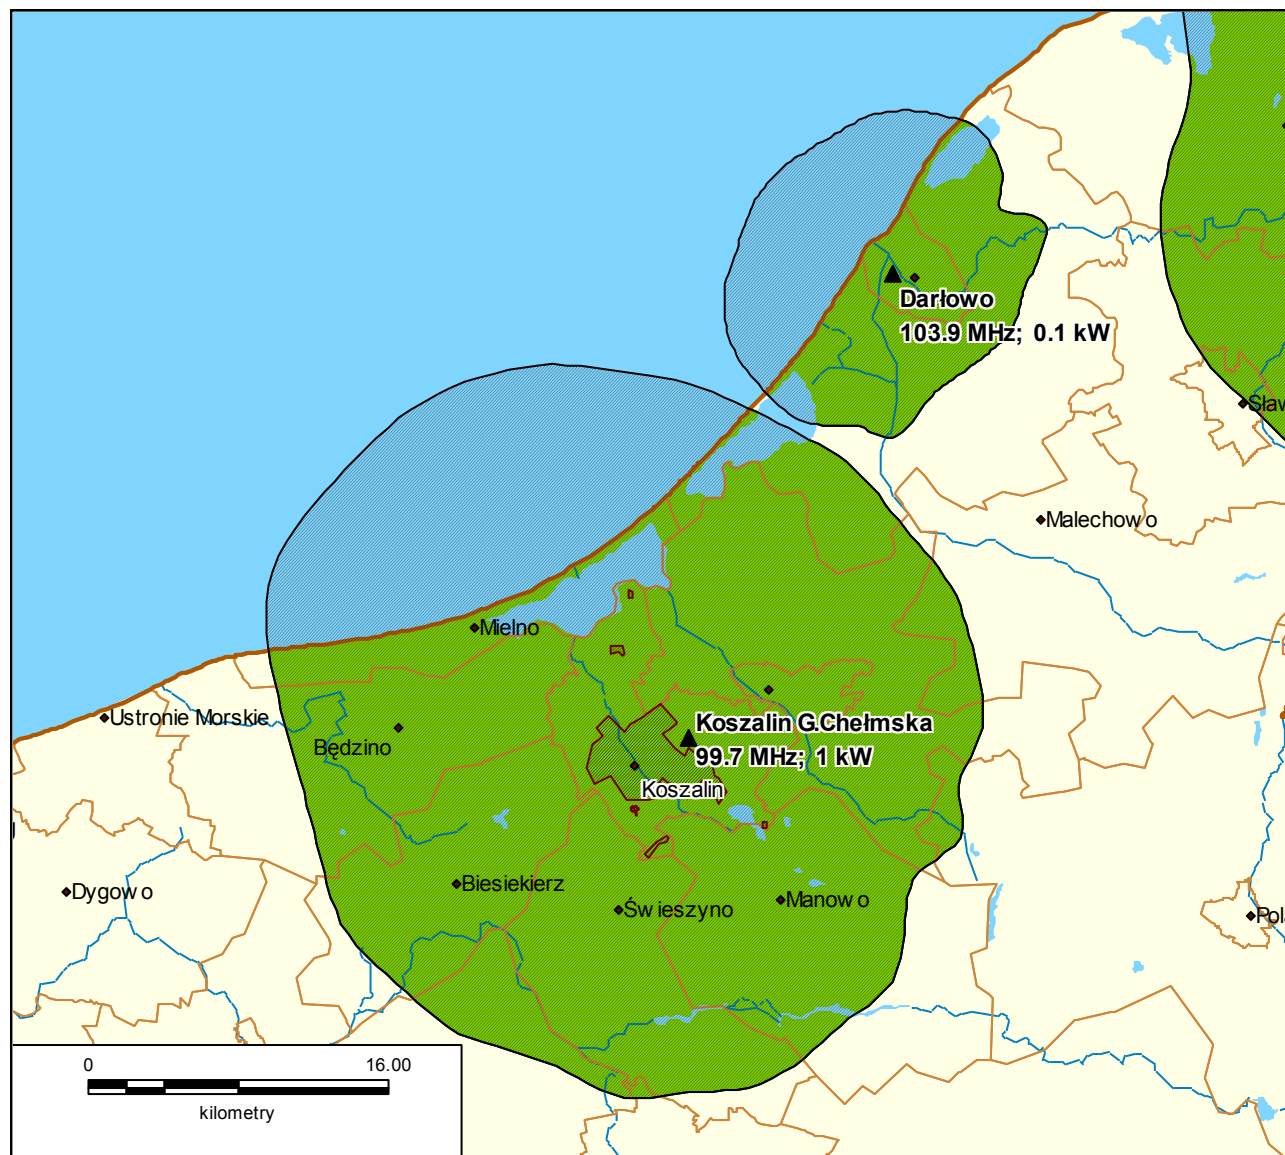 Darłowo
103.9 MHz; 0.1 kW
Sław
Malechowo
Mielno
Ustronie Morskie
Będzino
Koszalin G.Chełmska
99.7 MHz; 1 kW
Koszalin
Dygowo
Biesiekierz
Świeszyno
Manowo
Poła
0 16.00
kilometry